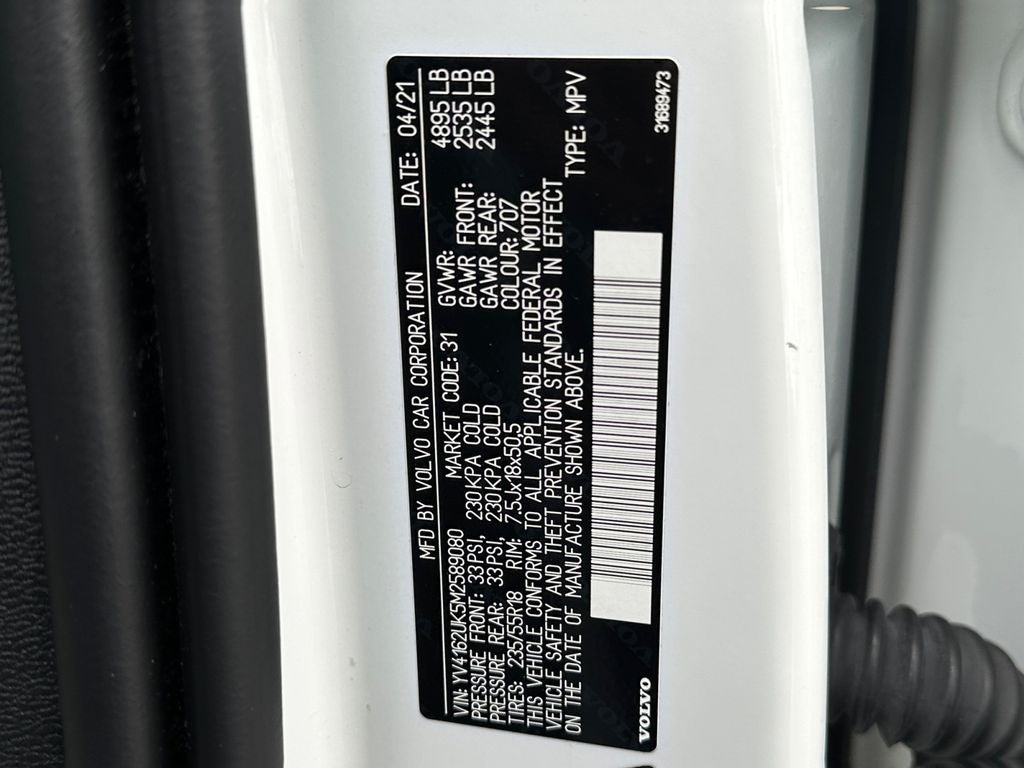 MFD BY VOLVO CAR CORPORATION DATE: 04/21
VIN: YV4162UK5M2589080 MARKET CODE: 31 GVWR: 4895 LB
PRESSURE FRONT: 33PSI, 230KPA COLD GAWR FRONT: 2535 LB
PRESSURE REAR: 33PSI, 230KPA COLD GAWR REAR: 2445 LB
TIRES: 235/55R18 RIM: 7.5Jx18x50,5 COLOUR: 707
THIS VEHICLE CONFORMS TO ALL APPLICABLE FEDERAL MOTOR
VEHICLE SAFETY AND THEFT PREVENTION STANDARDS IN EFFECT
ON THE DATE OF MANUFACTURE SHOWN ABOVE. TYPE: MPV
VOLVO 31689473